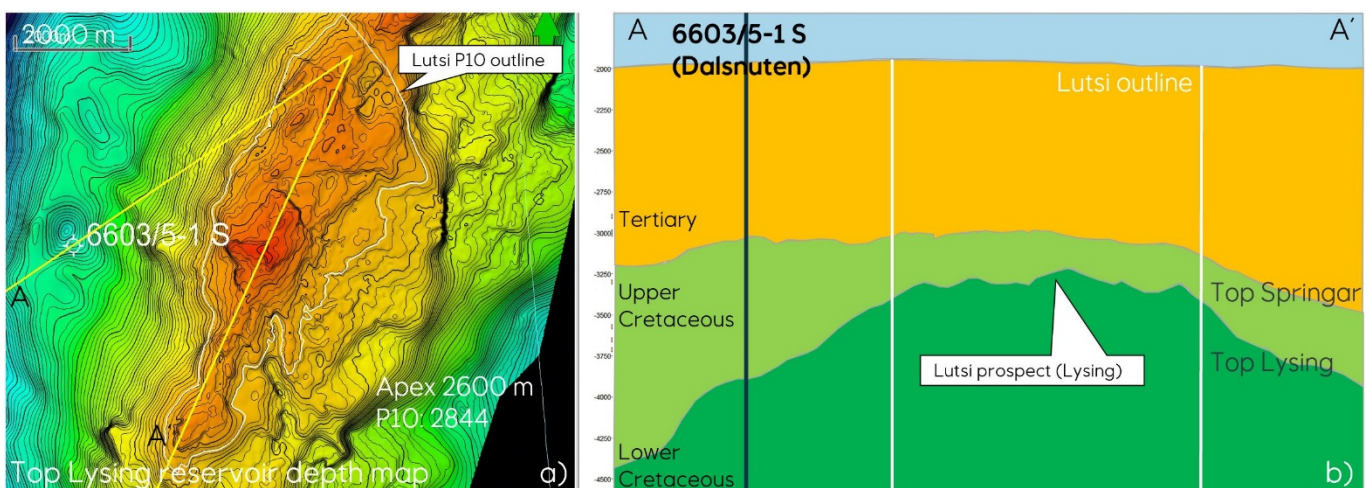 2000 m
Lutsi P10 outline
6603/5-1 S
A
Apex 2600 m
P10: 2844
A'
Top Lysing reservoir depth map
a)
A
6603/5-1 S
(Dalsnuten)
A'
Lutsi outline
-2000
-2250
-2500
-2750
-3000
-3250
-3500
-3750
-4000
-4250
-4500
Tertiary
Upper
Cretaceous
Top Springar
Top Lysing
Lutsi prospect (Lysing)
Lower
Cretaceous
b)